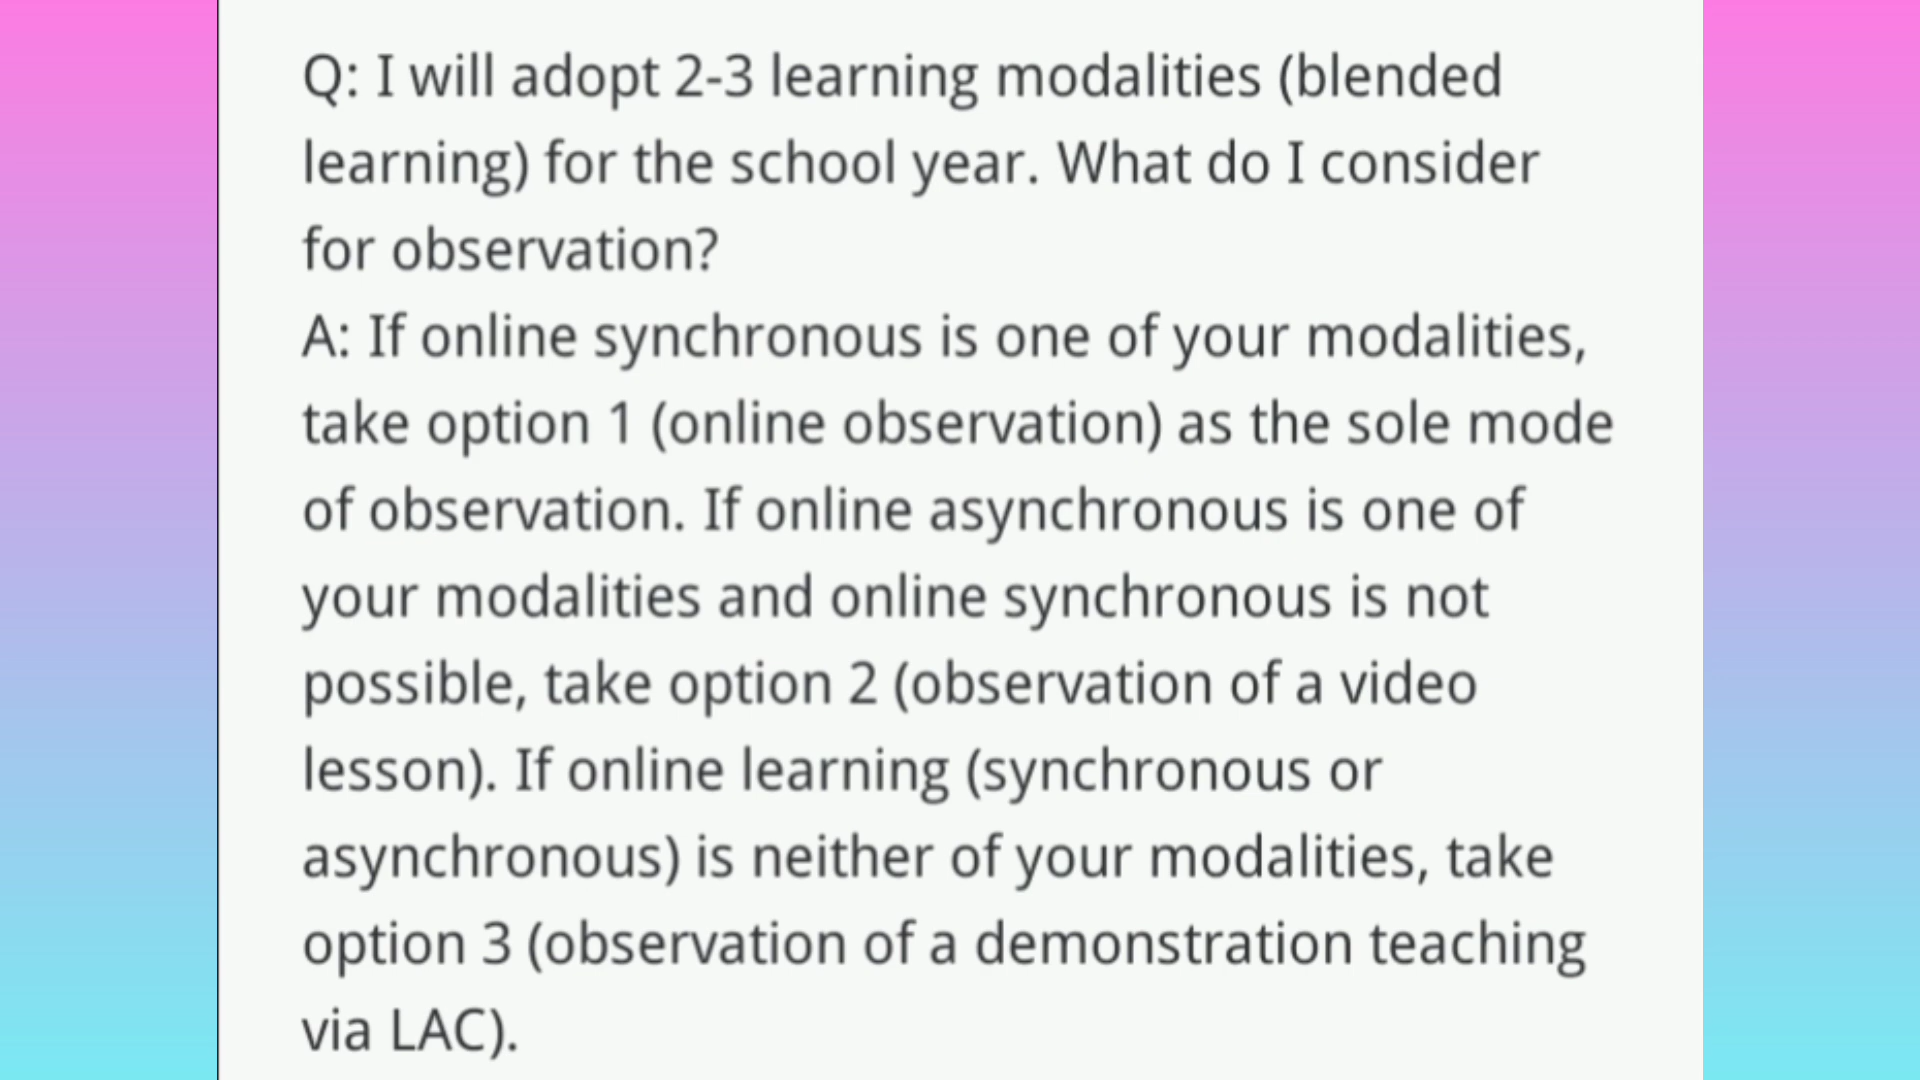 Q: I will adopt 2-3 learning modalities (blended
learning) for the school year. What do I consider
for observation?
A: If online synchronous is one of your modalities,
take option 1 (online observation) as the sole mode
of observation. If online asynchronous is one of
your modalities and online synchronous is not
possible, take option 2 (observation of a video
lesson). If online learning (synchronous or
asynchronous) is neither of your modalities, take
option 3 (observation of a demonstration teaching
via LAC).